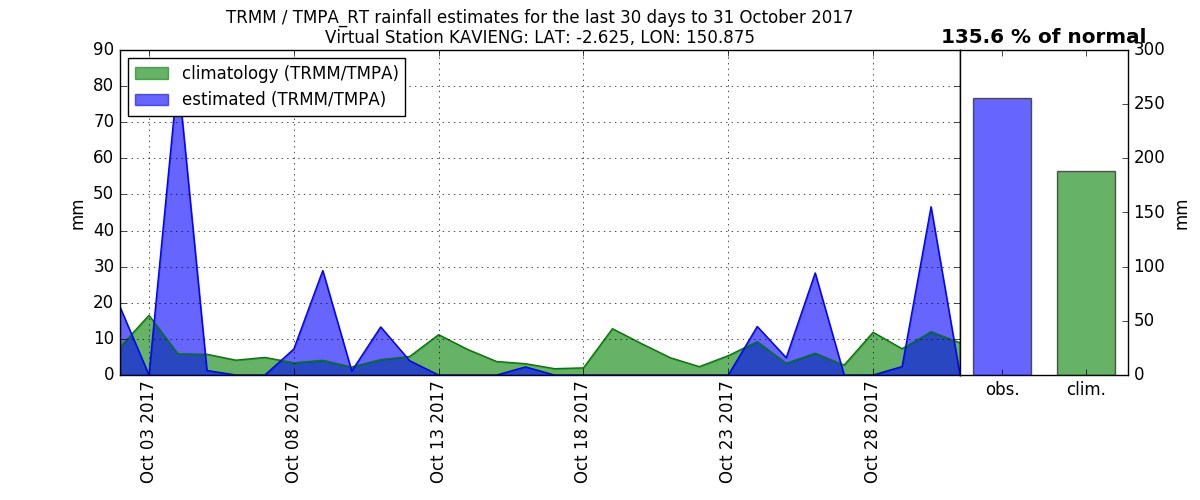 TRMM / TMPA_RT rainfall estimates for the last 30 days to 31 October 2017
Virtual Station KAVIENG: LAT: -2.625, LON: 150.875
135.6 % of normal
climatology (TRMM/TMPA)
estimated (TRMM/TMPA)
90
80
70
60
50
40
30
20
10
0
mm
Oct 03 2017
Oct 08 2017
Oct 13 2017
Oct 18 2017
Oct 23 2017
Oct 28 2017
300
250
200
150
100
50
0
mm
obs.
clim.